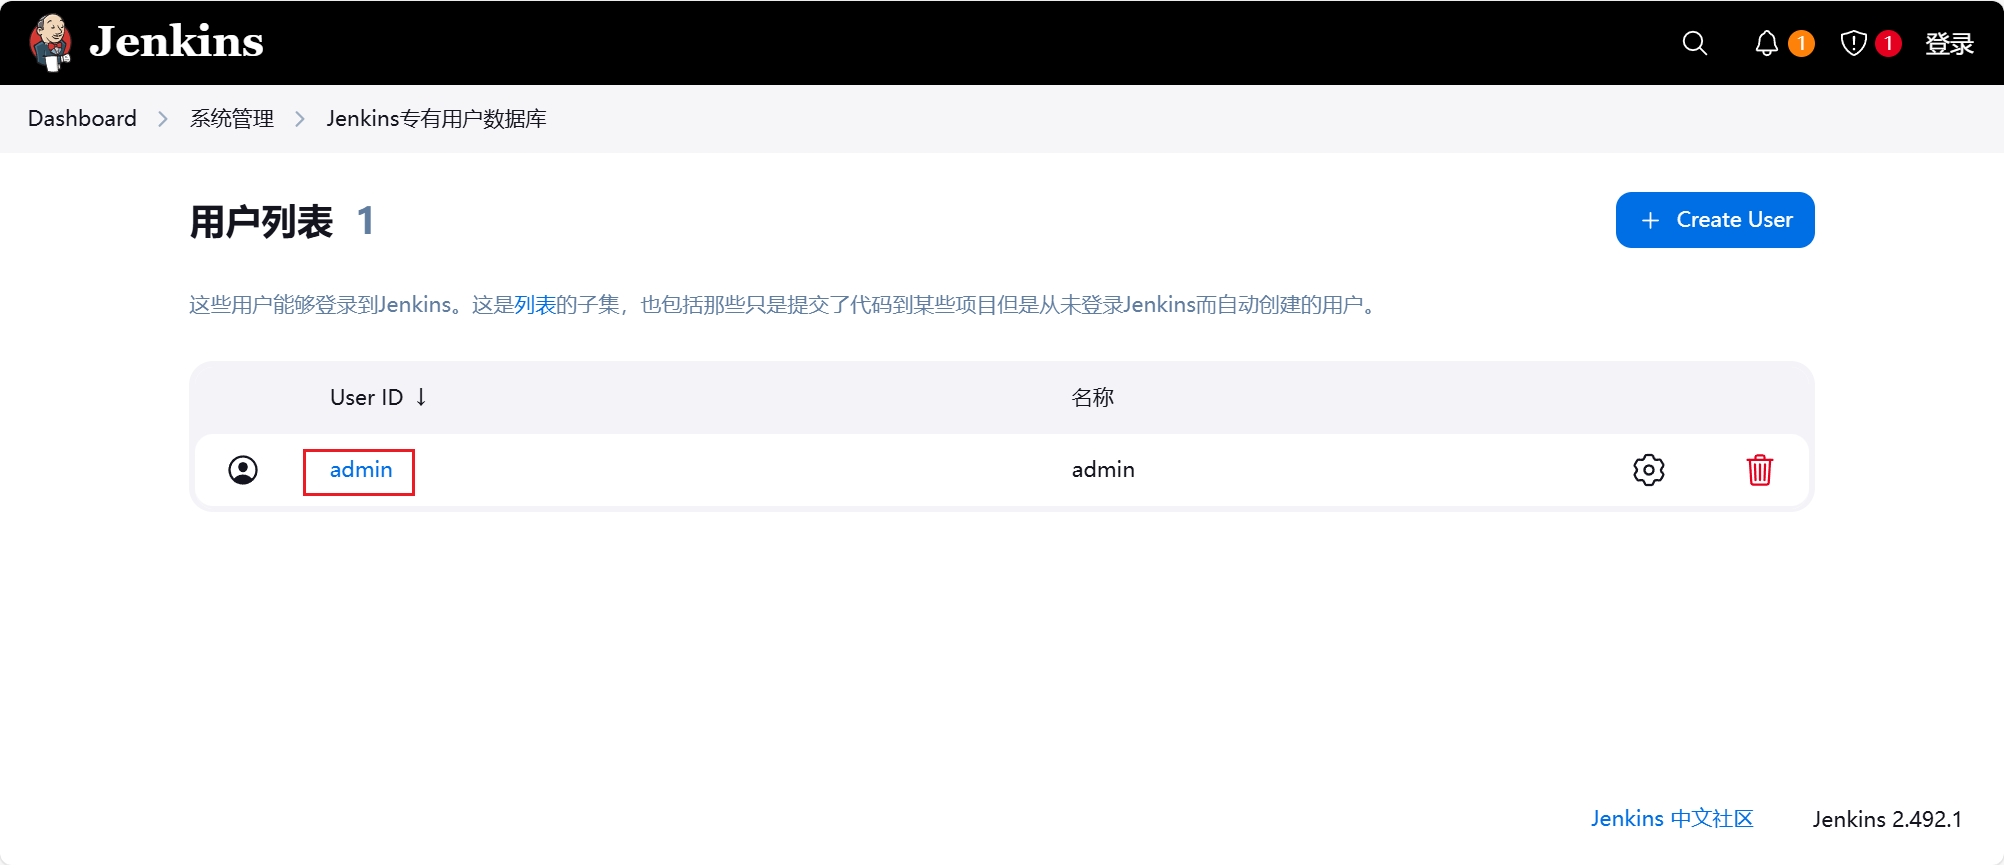 Jenkins
1
1
登录
Dashboard
系统管理
Jenkins专有用户数据库
用户列表 1
Create User
这些用户能够登录到Jenkins。这是列表的子集，也包括那些只是提交了代码到某些项目但是从未登录Jenkins而自动创建的用户。
User ID ↓
名称
admin
admin
Jenkins 中文社区
Jenkins 2.492.1